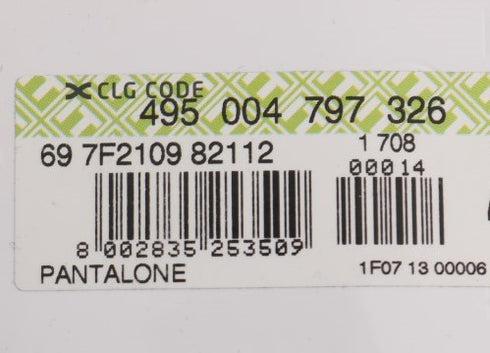 CLG CODE
495 004 797 326
69 7F2109 82112
1 708
00014
8 002835 253509
PANTALONE
1F07 13 00006